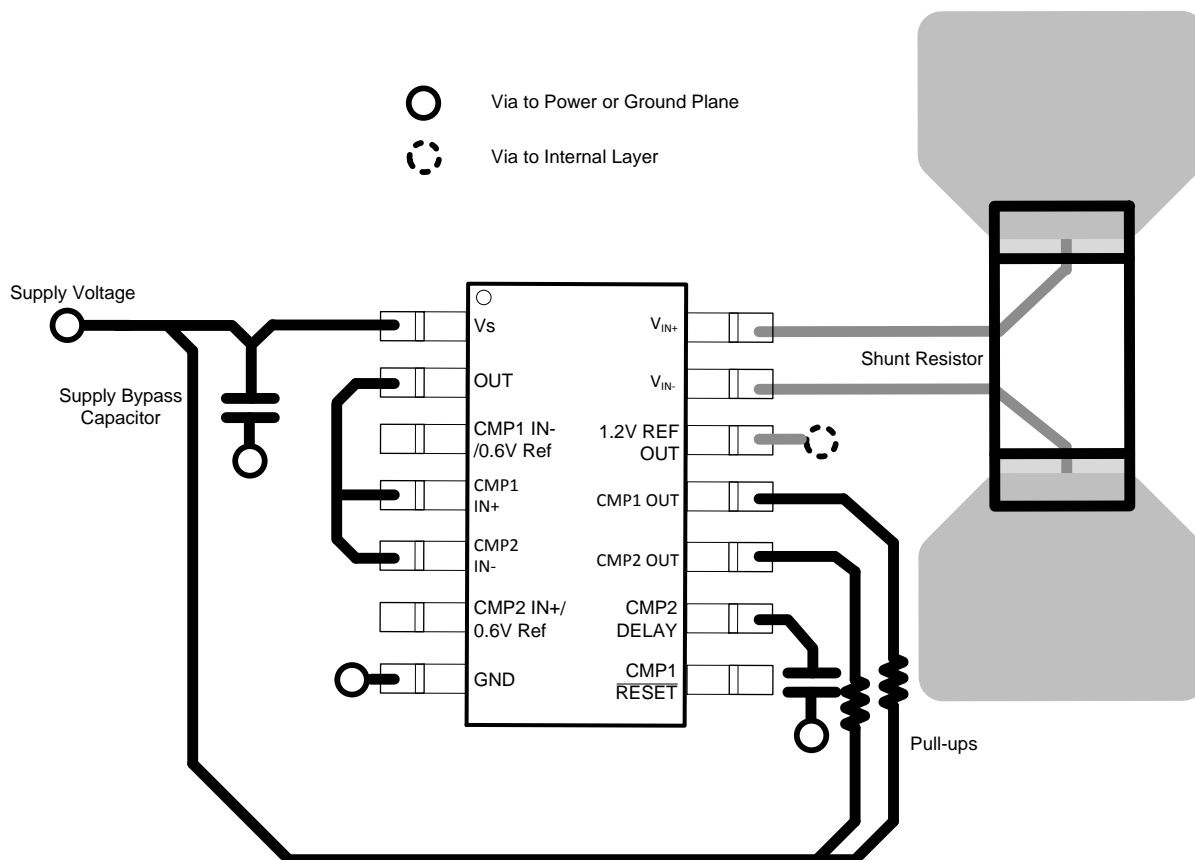 Via to Power or Ground Plane
Via to Internal Layer
Supply Voltage
Supply Bypass
Capacitor
Vs
OUT
CMP1 IN-
/0.6V Ref
CMP1
IN+
CMP2
IN-
CMP2 IN+/
0.6V Ref
GND
VIN+
VIN-
1.2V REF
OUT
CMP1 OUT
CMP2 OUT
CMP2
DELAY
CMP1
RESET
Shunt Resistor
Pull-ups